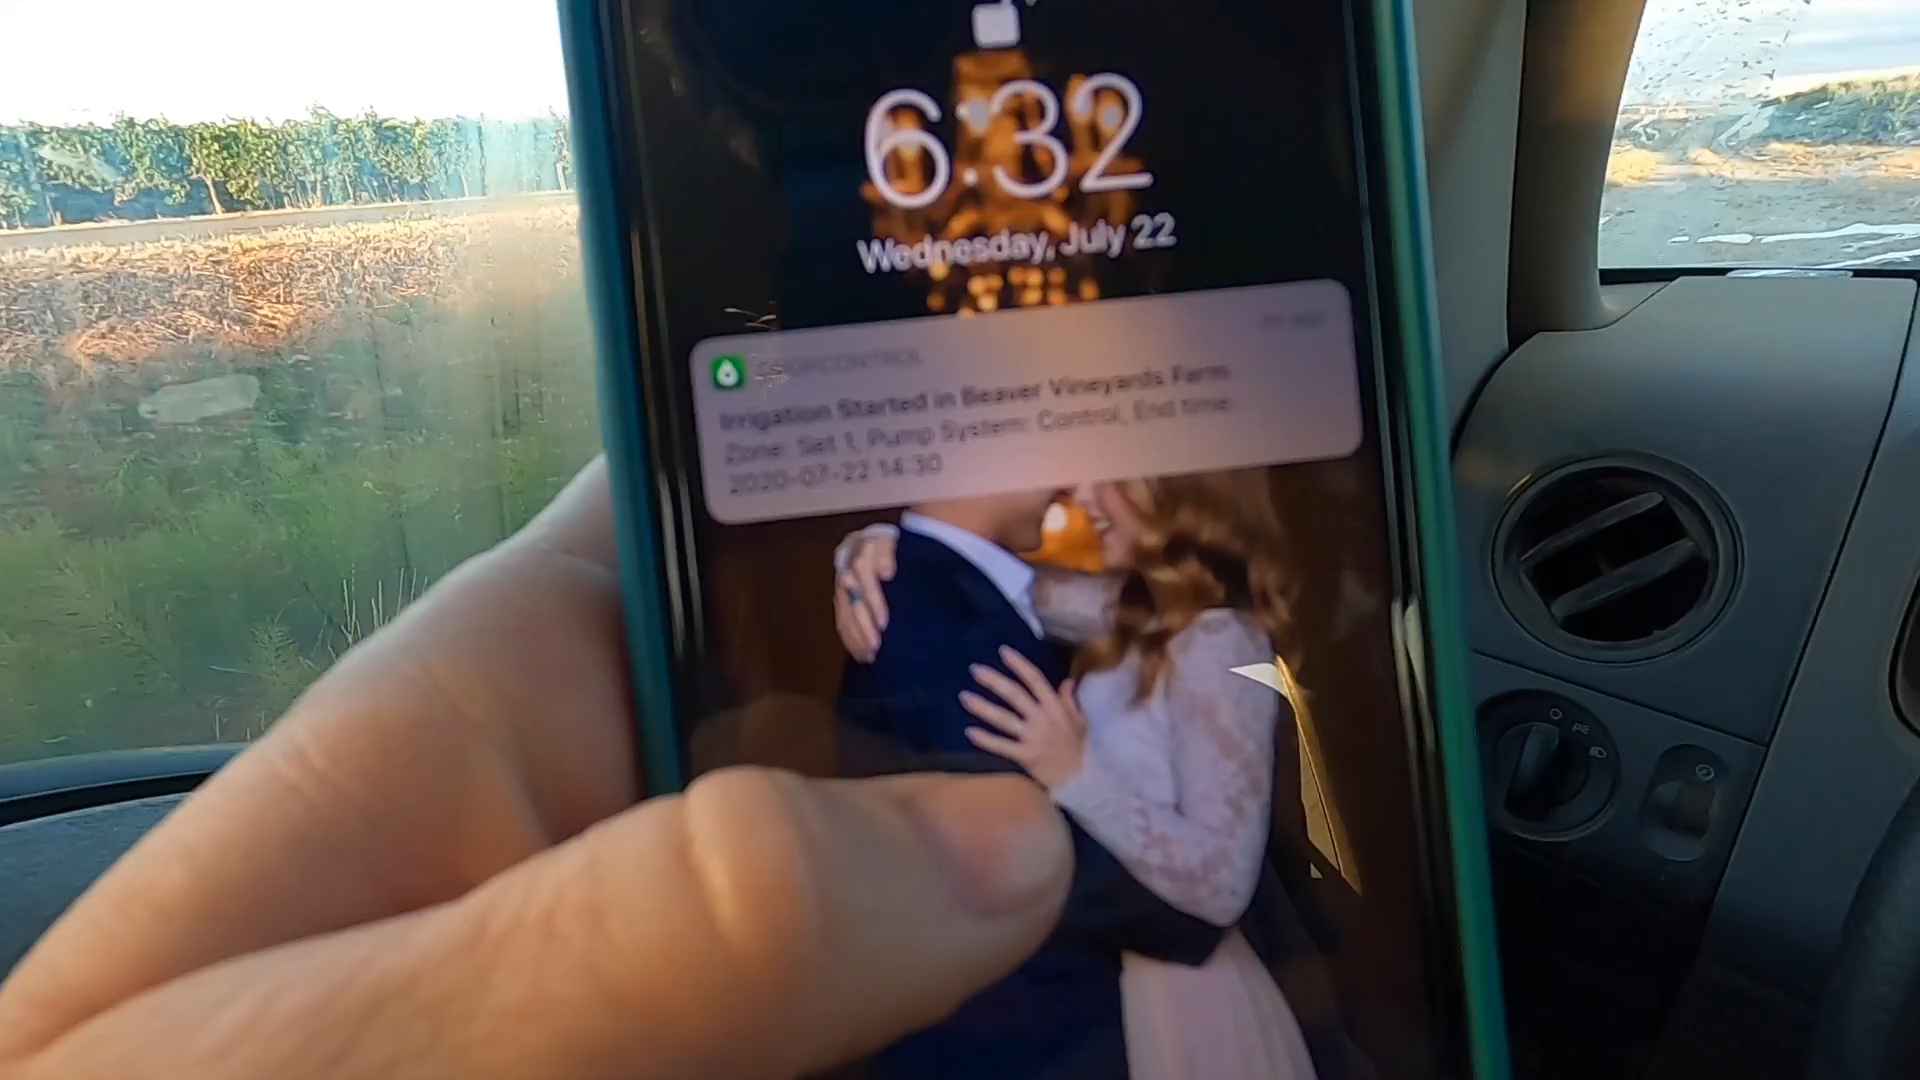 6:32
Wednesday, July 22
CROPCONTROL
Irrigation Started in Beaver Vineyards Farm
Zone: Set 1, Pump System: Control, End time:
2020-07-22 14:30